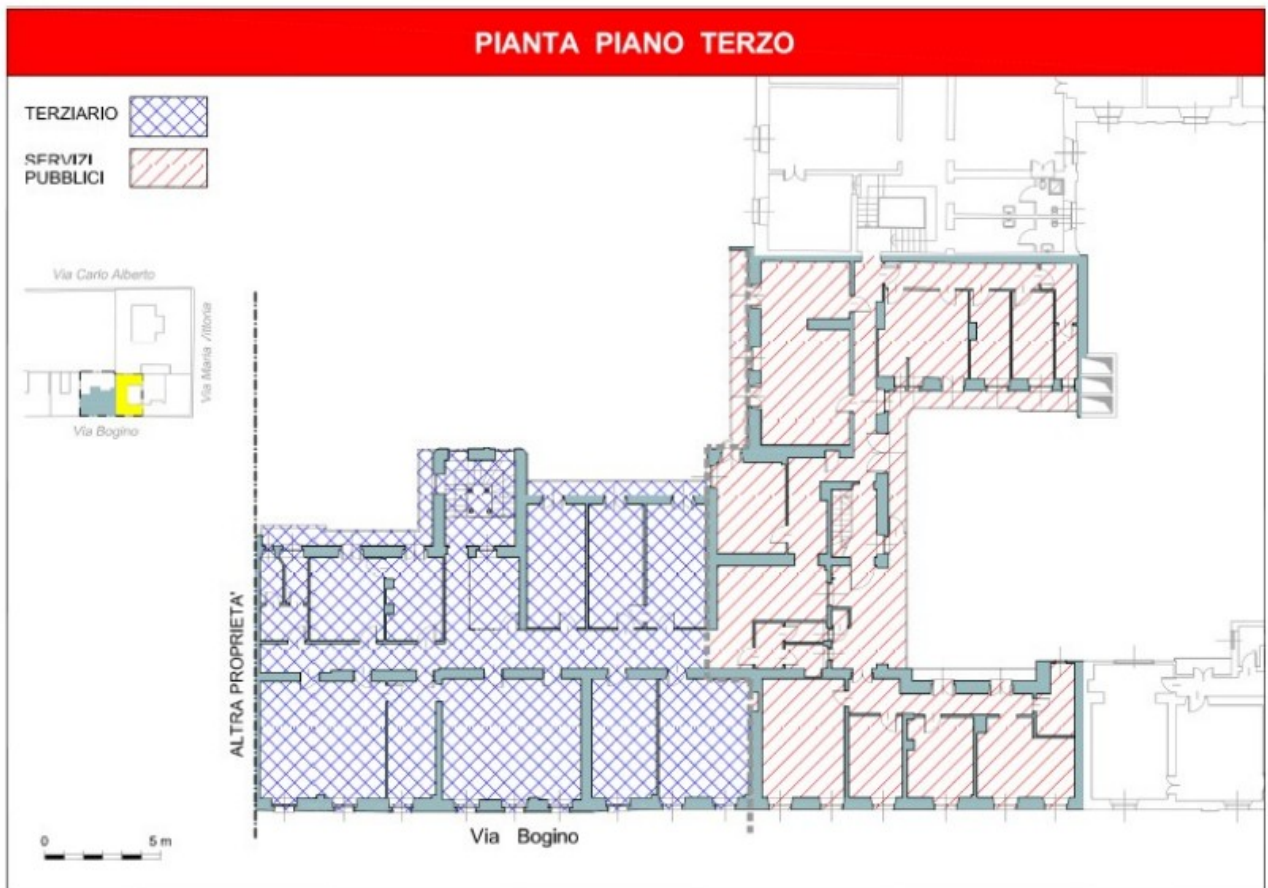 PIANTA PIANO TERZO
TERZIARIO
SERVIZI
PUBBLICI
Via Carlo Alberto
Via Maria Vittoria
Via Bogino
ALTRA PROPRIETA'
Via Bogino
0 5 m